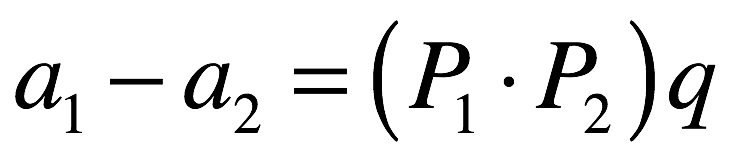 a₁ − a₂ = (P₁ · P₂)q